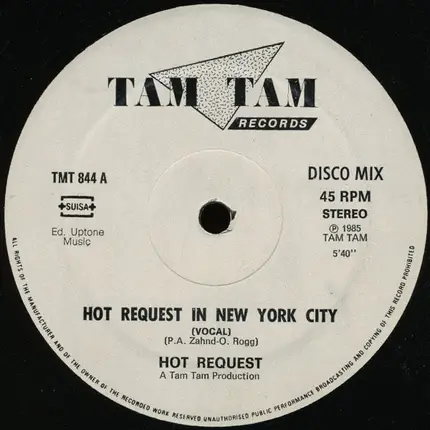 TAM TAM
RECORDS
TMT 844 A
SUISA
Ed. Uptone
Music
DISCO MIX
45 RPM
STEREO
℗ 1985
TAM TAM
5'40''
HOT REQUEST IN NEW YORK CITY
(VOCAL)
(P.A. Zahnd-O. Rogg)
HOT REQUEST
A Tam Tam Production
ALL RIGHTS OF THE MANUFACTURER AND OF THE OWNER OF THE RECORDED WORK RESERVED UNAUTHORISED PUBLIC PERFORMANCE BROADCASTING AND COPYING OF THIS RECORD PROHIBITED